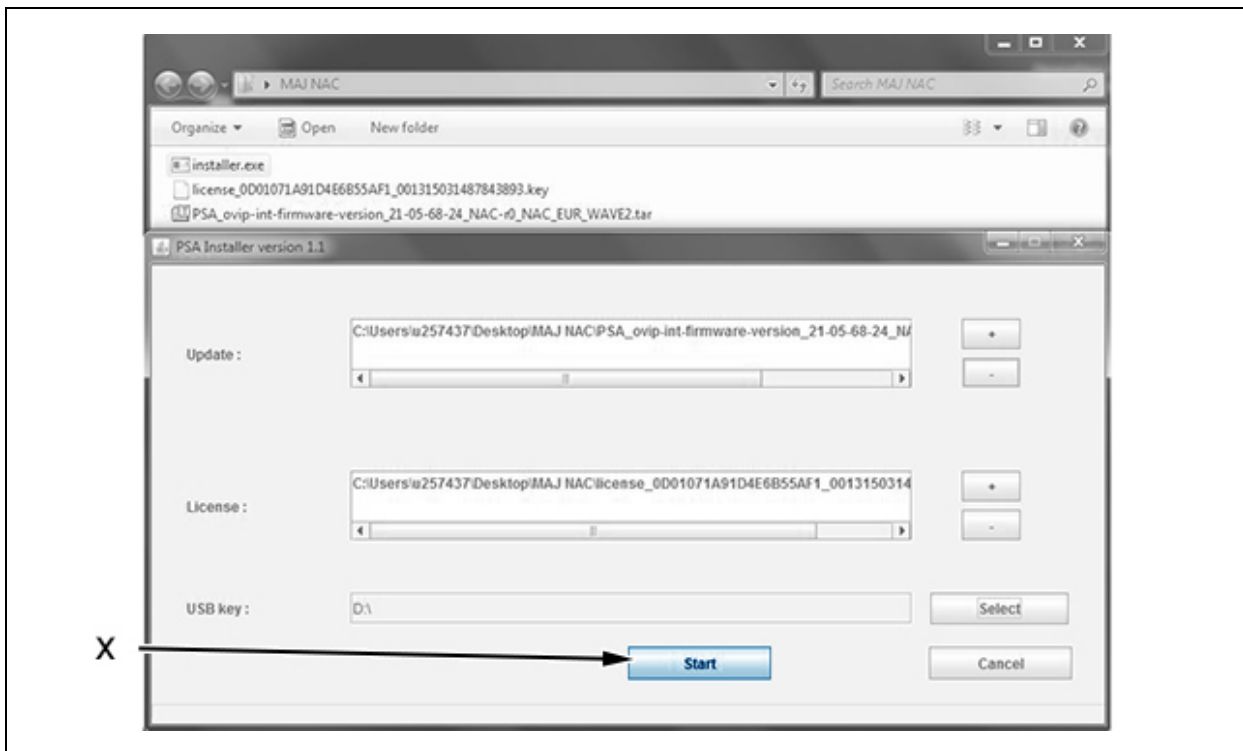 MAJ NAC
Search MAJ NAC
Organize
Open
New folder
installer.exe
license_0D01071A91D4E6B55AF1_001315031487843893.key
PSA_ovip-int-firmware-version_21-05-68-24_NAC-r0_NAC_EUR_WAVE2.tar
PSA Installer version 1.1
C:\Users\u257437\Desktop\MAJ NAC\PSA_ovip-int-firmware-version_21-05-68-24_NA
+
Update :
-
C:\Users\u257437\Desktop\MAJ NAC\license_0D01071A91D4E6B55AF1_0013150314
+
License :
-
USB key :
D:\
Select
X
Start
Cancel